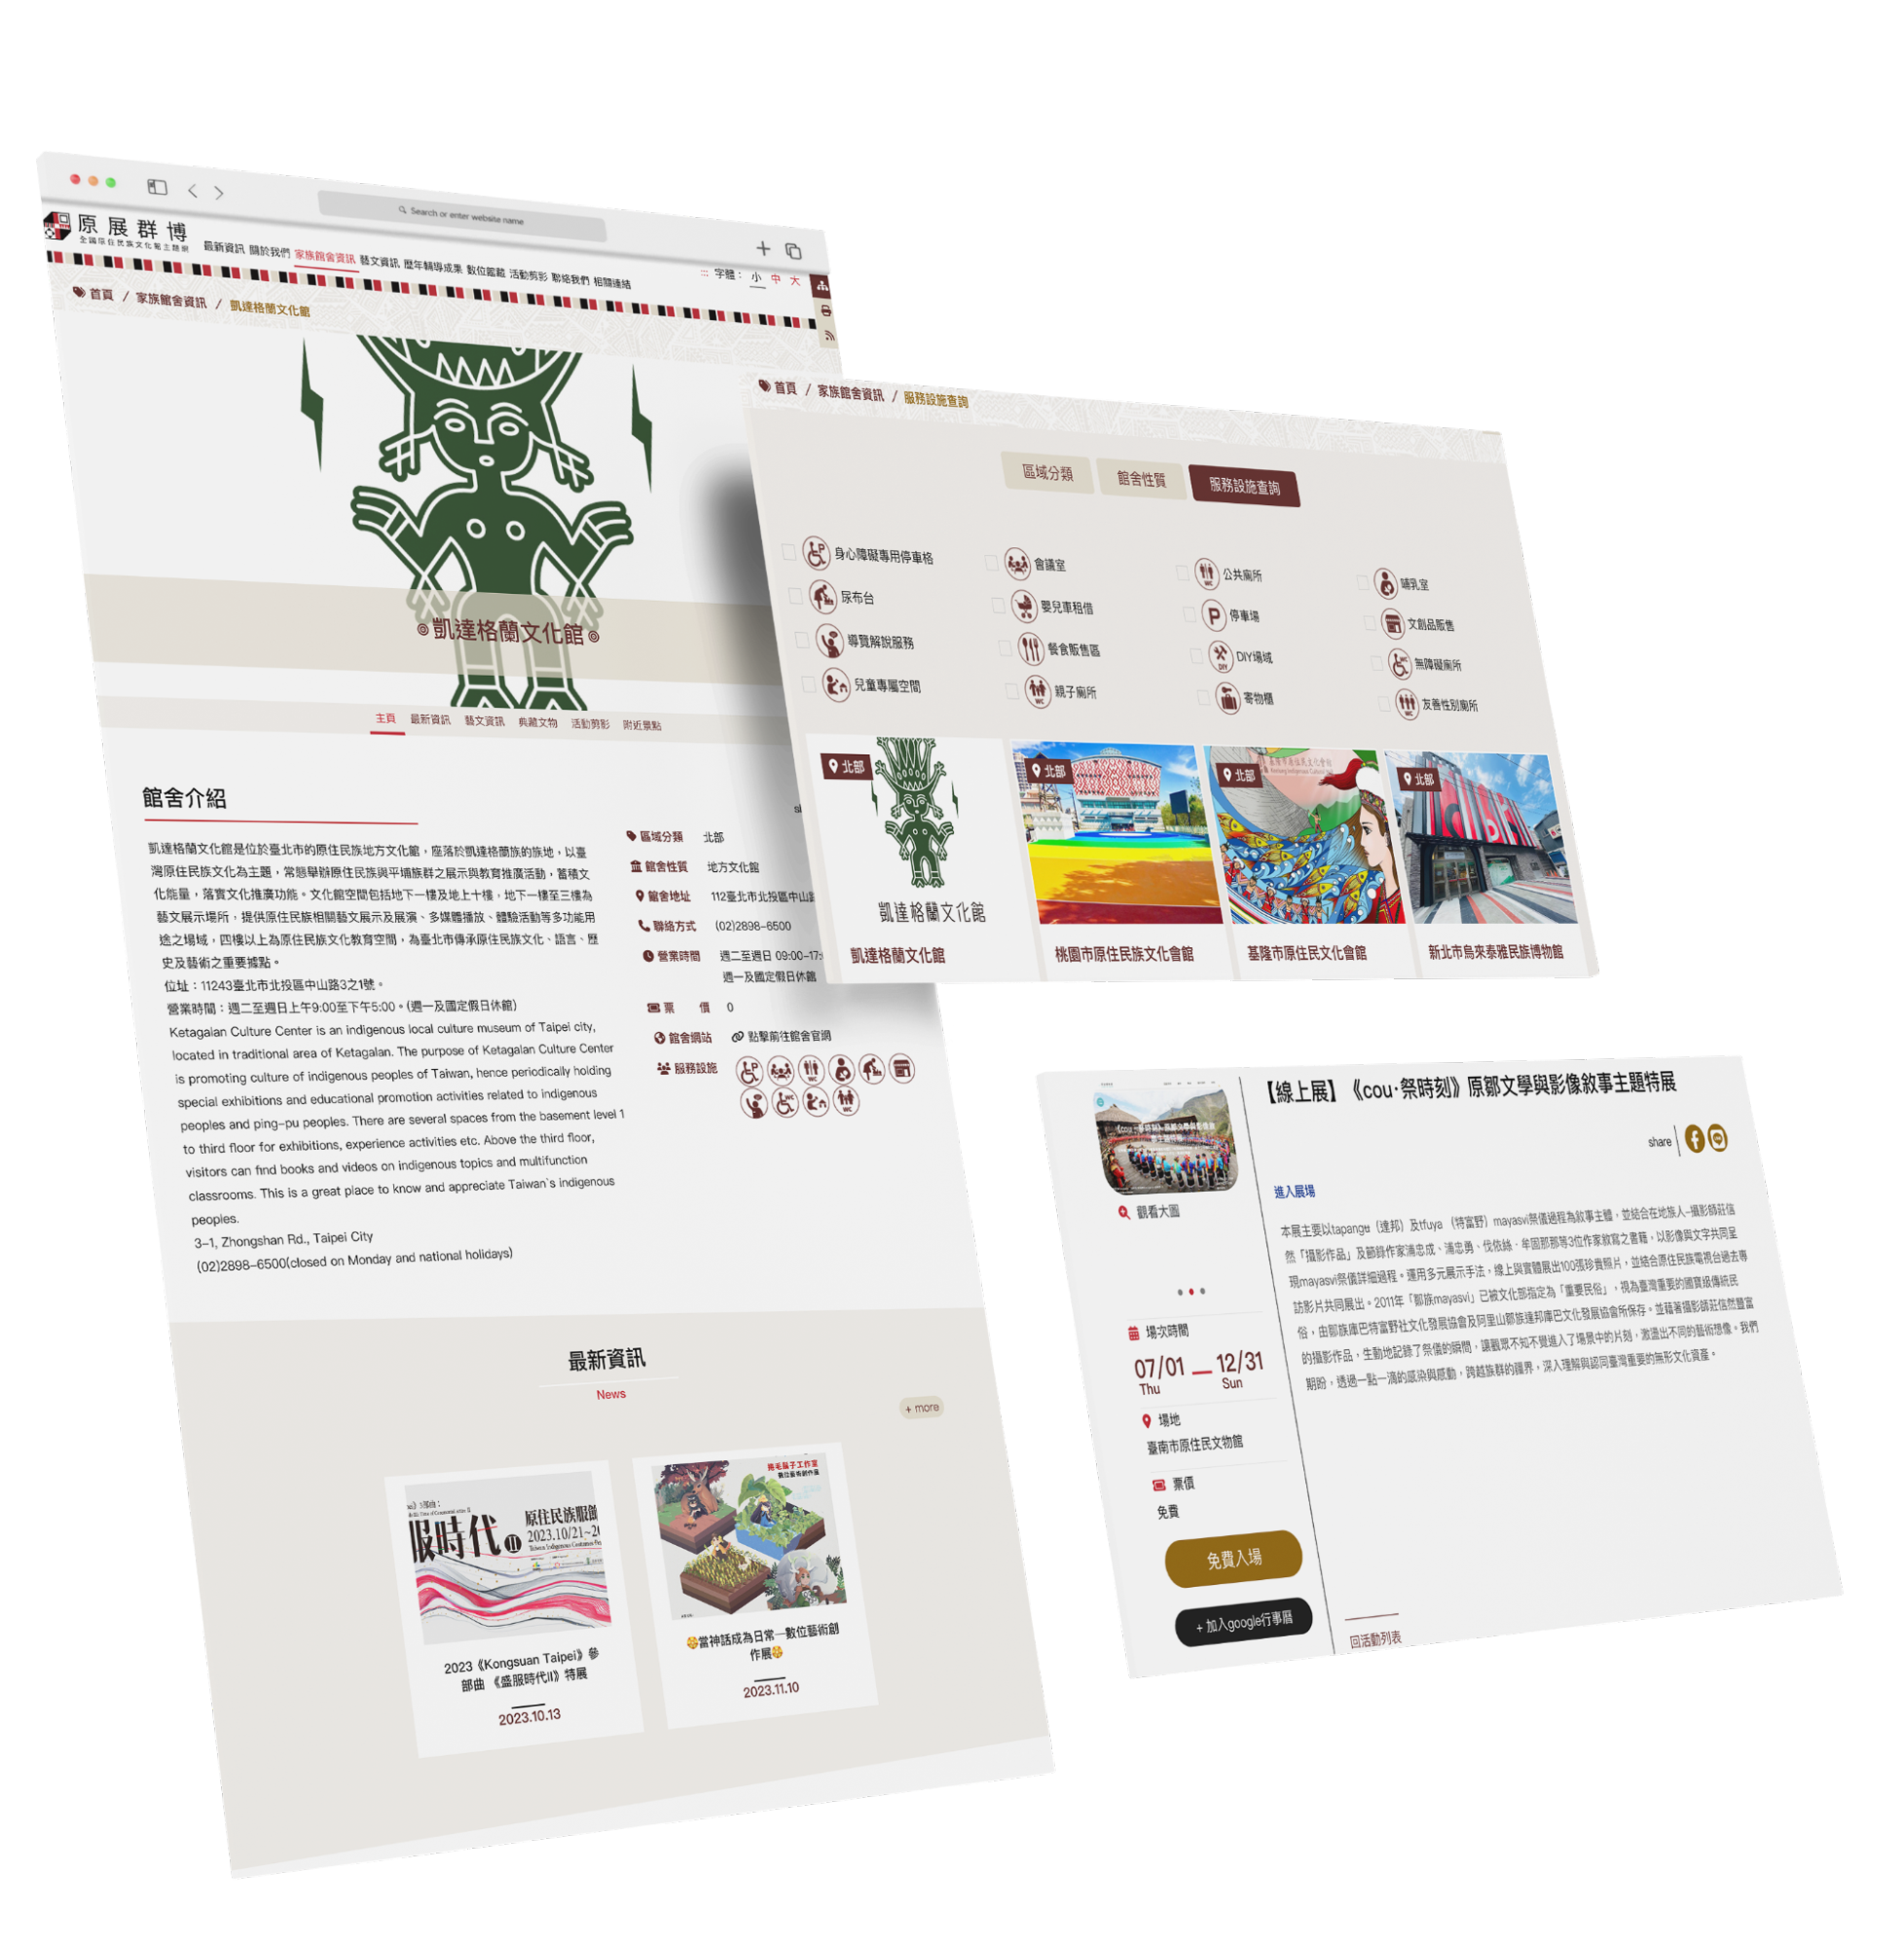 Search or enter website name
原展群博
全國原住民族文化館主題網
最新資訊 關於我們 家族館舍資訊 藝文資訊 歷年輔導成果 數位館藏 活動剪影 聯絡我們 相關連結
::: 字體： 小 中 大
首頁 / 家族館舍資訊 / 凱達格蘭文化館
凱達格蘭文化館
主頁 最新資訊 藝文資訊 典藏文物 活動剪影 附近景點
館舍介紹
凱達格蘭文化館是位於臺北市的原住民族地方文化館，座落於凱達格蘭族的族地，以臺
灣原住民族文化為主題，常態舉辦原住民族與平埔族群之展示與教育推廣活動，蓄積文
化能量，落實文化推廣功能。文化館空間包括地下一樓及地上十樓，地下一樓至三樓為
藝文展示場所，提供原住民族相關藝文展示及展演、多媒體播放、體驗活動等多功能用
途之場域，四樓以上為原住民族文化教育空間，為臺北市傳承原住民族文化、語言、歷
史及藝術之重要據點。
位址：11243臺北市北投區中山路3之1號。
營業時間：週二至週日上午9:00至下午5:00。(週一及國定假日休館)
Ketagalan Culture Center is an indigenous local culture museum of Taipei city,
located in traditional area of Ketagalan. The purpose of Ketagalan Culture Center
is promoting culture of indigenous peoples of Taiwan, hence periodically holding
special exhibitions and educational promotion activities related to indigenous
peoples and ping-pu peoples. There are several spaces from the basement level 1
to third floor for exhibitions, experience activities etc. Above the third floor,
visitors can find books and videos on indigenous topics and multifunction
classrooms. This is a great place to know and appreciate Taiwan`s indigenous
peoples.
3-1, Zhongshan Rd., Taipei City
(02)2898-6500(closed on Monday and national holidays)
區域分類 北部
館舍性質 地方文化館
館舍地址 112臺北市北投區中山
聯絡方式 (02)2898-6500
營業時間 週二至週日 09:00-17:
週一及國定假日休館
票 價 0
館舍網站 點擊前往館舍官網
服務設施
最新資訊
News
+ more
服時代 II
原住民族服飾
2023.10/21~2
2023《Kongsuan Taipei》參
部曲 《盛服時代II》特展
2023.10.13
捲毛腦子工作室
數位藝術創作展
當神話成為日常—數位藝術創
作展
2023.11.10
首頁 / 家族館舍資訊 / 服務設施查詢
區域分類 館舍性質 服務設施查詢
身心障礙專用停車格 會議室 公共廁所 哺乳室
尿布台 嬰兒車租借 停車場 文創品販售
導覽解說服務 餐食販售區 DIY場域 無障礙廁所
兒童專屬空間 親子廁所 寄物櫃 友善性別廁所
北部 北部 北部 北部
基隆市原住民文化會館
凱達格蘭文化館
凱達格蘭文化館 桃園市原住民族文化會館 基隆市原住民文化會館 新北市烏來泰雅民族博物館
【線上展】《cou·祭時刻》原鄒文學與影像敘事主題特展
share
觀看大圖
場次時間
07/01 — 12/31
Thu Sun
場地
臺南市原住民文物館
票價
免費
免費入場
+ 加入google行事曆
進入展場
本展主要以tapangʉ（達邦）及tfuya （特富野）mayasvi祭儀過程為敘事主體，並結合在地族人-攝影師莊信
然「攝影作品」及節錄作家浦忠成、浦忠勇、伐依絲．牟固那那等3位作家敘寫之書籍，以影像與文字共同呈
現mayasvi祭儀詳細過程。運用多元展示手法，線上與實體展出100張珍貴照片，並結合原住民族電視台過去專
訪影片共同展出。2011年「鄒族mayasvi」已被文化部指定為「重要民俗」，視為臺灣重要的國寶級傳統民
俗，由鄒族庫巴特富野社文化發展協會及阿里山鄒族達邦庫巴文化發展協會所保存。並藉著攝影師莊信然豐富
的攝影作品，生動地記錄了祭儀的瞬間，讓觀眾不知不覺進入了場景中的片刻，激盪出不同的藝術想像。我們
期盼，透過一點一滴的感染與感動，跨越族群的疆界，深入理解與認同臺灣重要的無形文化資產。
回活動列表